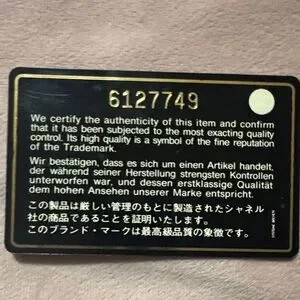 6127749
We certify the authenticity of this item and confirm
that it has been subjected to the most exacting quality
control. Its high quality is a symbol of the fine reputation
of the Trademark.
Wir bestätigen, dass es sich um einen Artikel handelt,
der während seiner Herstellung strengsten Kontrollen
unterworfen war, und dessen erstklassige Qualität
dem hohen Ansehen unserer Marke entspricht.
この製品は厳しい管理のもとに製造されたシャネル
社の商品であることを証明いたします。
このブランド・マークは最高級品質の象徴です。